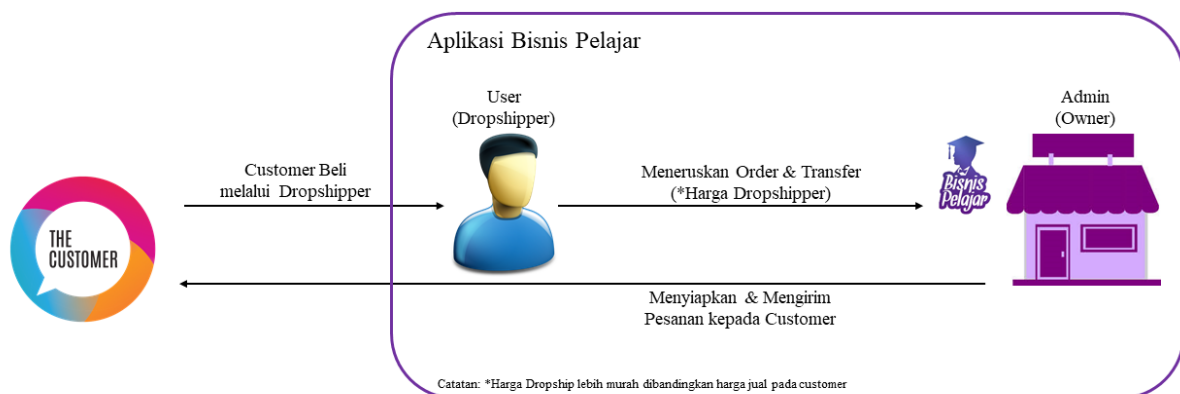 Aplikasi Bisnis Pelajar
User
(Dropshipper)
Admin
(Owner)
Customer Beli
melalui Dropshipper
Meneruskan Order & Transfer
(*Harga Dropshipper)
Bisnis
Pelajar
THE
CUSTOMER
Menyiapkan & Mengirim
Pesanan kepada Customer
Catatan: *Harga Dropship lebih murah dibandingkan harga jual pada customer